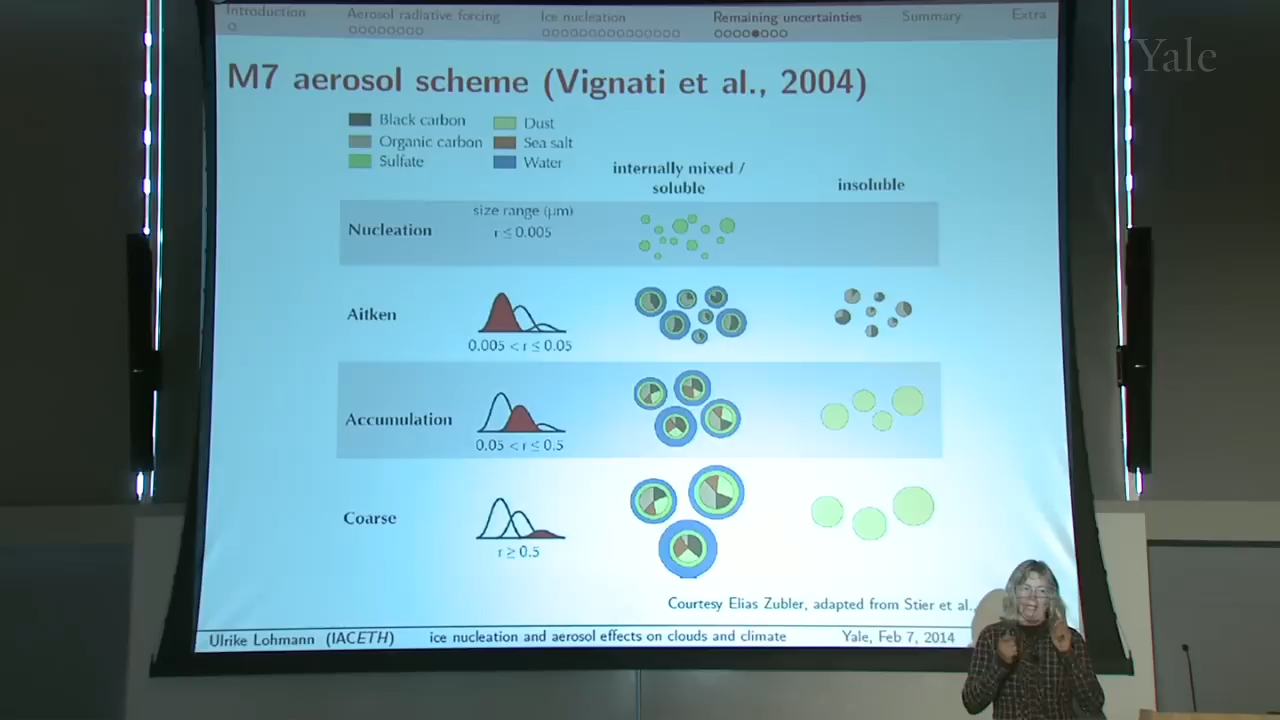 Introduction Aerosol radiative forcing Ice nucleation Remaining uncertainties Summary Extra
Yale
M7 aerosol scheme (Vignati et al., 2004)
Black carbon Dust
Organic carbon Sea salt
Sulfate Water
internally mixed /
soluble
insoluble
size range (μm)
Nucleation r ≤ 0.005
Aitken
0.005 < r ≤ 0.05
Accumulation
0.05 < r ≤ 0.5
Coarse
r ≥ 0.5
Courtesy Elias Zubler, adapted from Stier et al.,
Ulrike Lohmann (IACETH) ice nucleation and aerosol effects on clouds and climate Yale, Feb 7, 2014